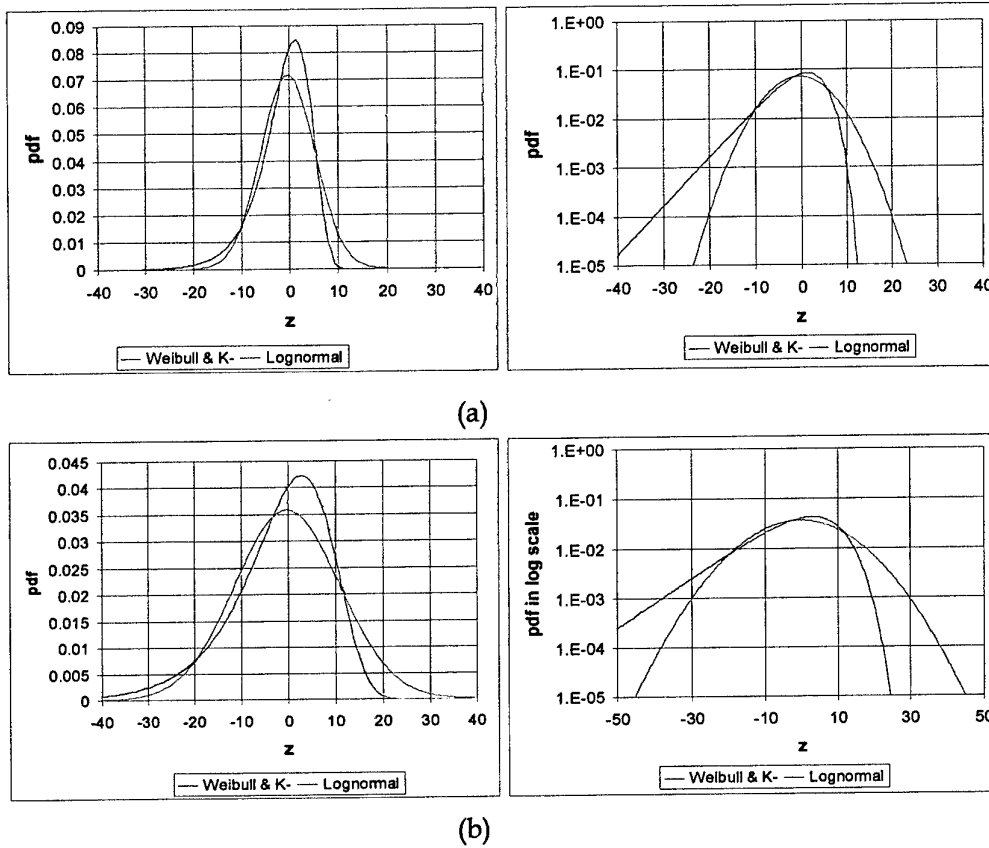 0.09
0.08
0.07
0.06
0.05
0.04
0.03
0.02
0.01
0
pdf
-40 -30 -20 -10 0 10 20 30 40
z
Weibull & K- Lognormal
1.E+00
1.E-01
1.E-02
1.E-03
1.E-04
1.E-05
pdf
-40 -30 -20 -10 0 10 20 30 40
z
Weibull & K- Lognormal
(a)
0.045
0.04
0.035
0.03
0.025
0.02
0.015
0.01
0.005
0
pdf
-40 -30 -20 -10 0 10 20 30 40
z
Weibull & K- Lognormal
1.E+00
1.E-01
1.E-02
1.E-03
1.E-04
1.E-05
pdf in log scale
-50 -30 -10 10 30 50
z
Weibull & K- Lognormal
(b)